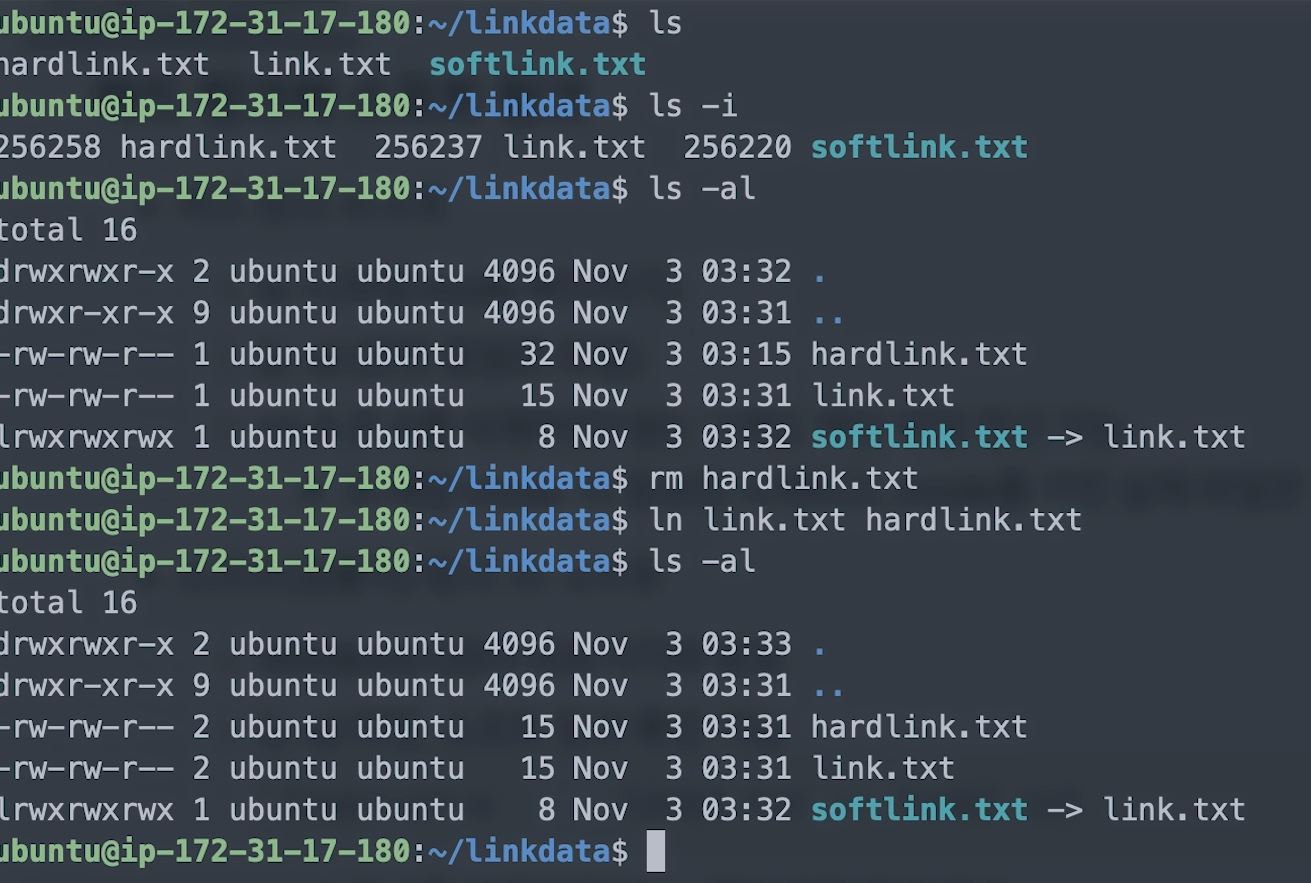 ubuntu@ip-172-31-17-180:~/linkdata$ ls
hardlink.txt  link.txt  softlink.txt
ubuntu@ip-172-31-17-180:~/linkdata$ ls -i
256258 hardlink.txt  256237 link.txt  256220 softlink.txt
ubuntu@ip-172-31-17-180:~/linkdata$ ls -al
total 16
drwxrwxr-x 2 ubuntu ubuntu 4096 Nov  3 03:32 .
drwxr-xr-x 9 ubuntu ubuntu 4096 Nov  3 03:31 ..
-rw-rw-r-- 1 ubuntu ubuntu   32 Nov  3 03:15 hardlink.txt
-rw-rw-r-- 1 ubuntu ubuntu   15 Nov  3 03:31 link.txt
lrwxrwxrwx 1 ubuntu ubuntu    8 Nov  3 03:32 softlink.txt -> link.txt
ubuntu@ip-172-31-17-180:~/linkdata$ rm hardlink.txt
ubuntu@ip-172-31-17-180:~/linkdata$ ln link.txt hardlink.txt
ubuntu@ip-172-31-17-180:~/linkdata$ ls -al
total 16
drwxrwxr-x 2 ubuntu ubuntu 4096 Nov  3 03:33 .
drwxr-xr-x 9 ubuntu ubuntu 4096 Nov  3 03:31 ..
-rw-rw-r-- 2 ubuntu ubuntu   15 Nov  3 03:31 hardlink.txt
-rw-rw-r-- 2 ubuntu ubuntu   15 Nov  3 03:31 link.txt
lrwxrwxrwx 1 ubuntu ubuntu    8 Nov  3 03:32 softlink.txt -> link.txt
ubuntu@ip-172-31-17-180:~/linkdata$